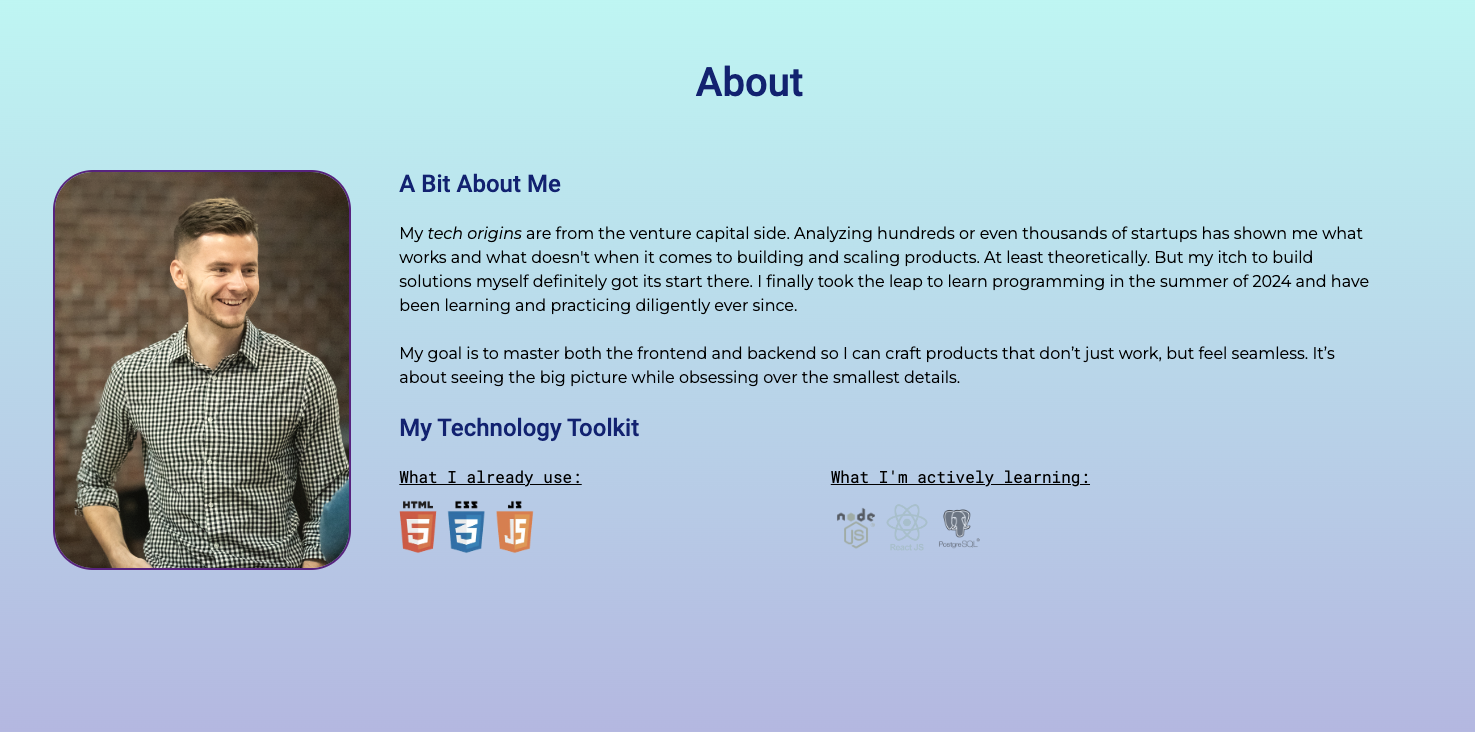 About
A Bit About Me
My tech origins are from the venture capital side. Analyzing hundreds or even thousands of startups has shown me what
works and what doesn't when it comes to building and scaling products. At least theoretically. But my itch to build
solutions myself definitely got its start there. I finally took the leap to learn programming in the summer of 2024 and have
been learning and practicing diligently ever since.
My goal is to master both the frontend and backend so I can craft products that don’t just work, but feel seamless. It’s
about seeing the big picture while obsessing over the smallest details.
My Technology Toolkit
What I already use:
HTML 5
CSS 3
JS JS
What I'm actively learning:
node JS
React JS
PostgreSQL